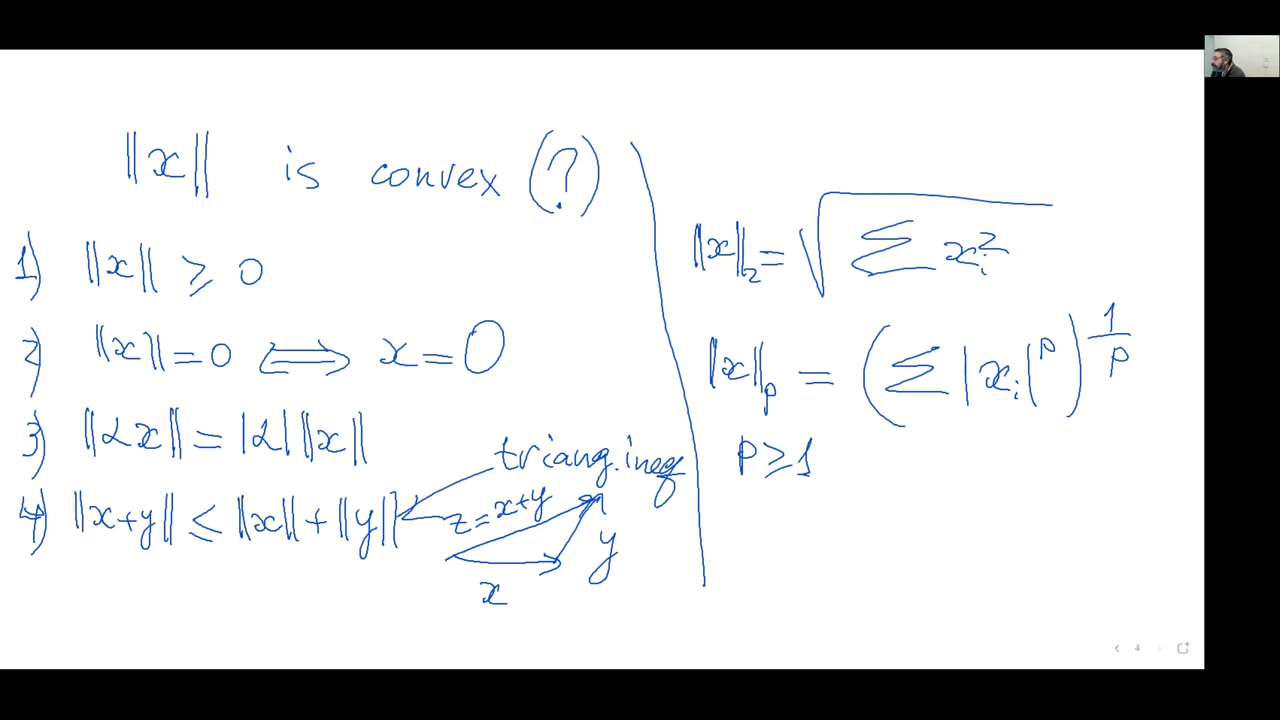 ‖x‖ is convex (?)
1) ‖x‖ ⩾ 0
2) ‖x‖ = 0 ⟺ x = 0
3) ‖αx‖ = |α| ‖x‖
4) ‖x+y‖ ≤ ‖x‖ + ‖y‖
triang. ineq
z = x+y
y
x
‖x‖₂ = √(∑ xᵢ²)
‖x‖ₚ = (∑ |xᵢ|^p)^(1/p)
p ≥ 1
4